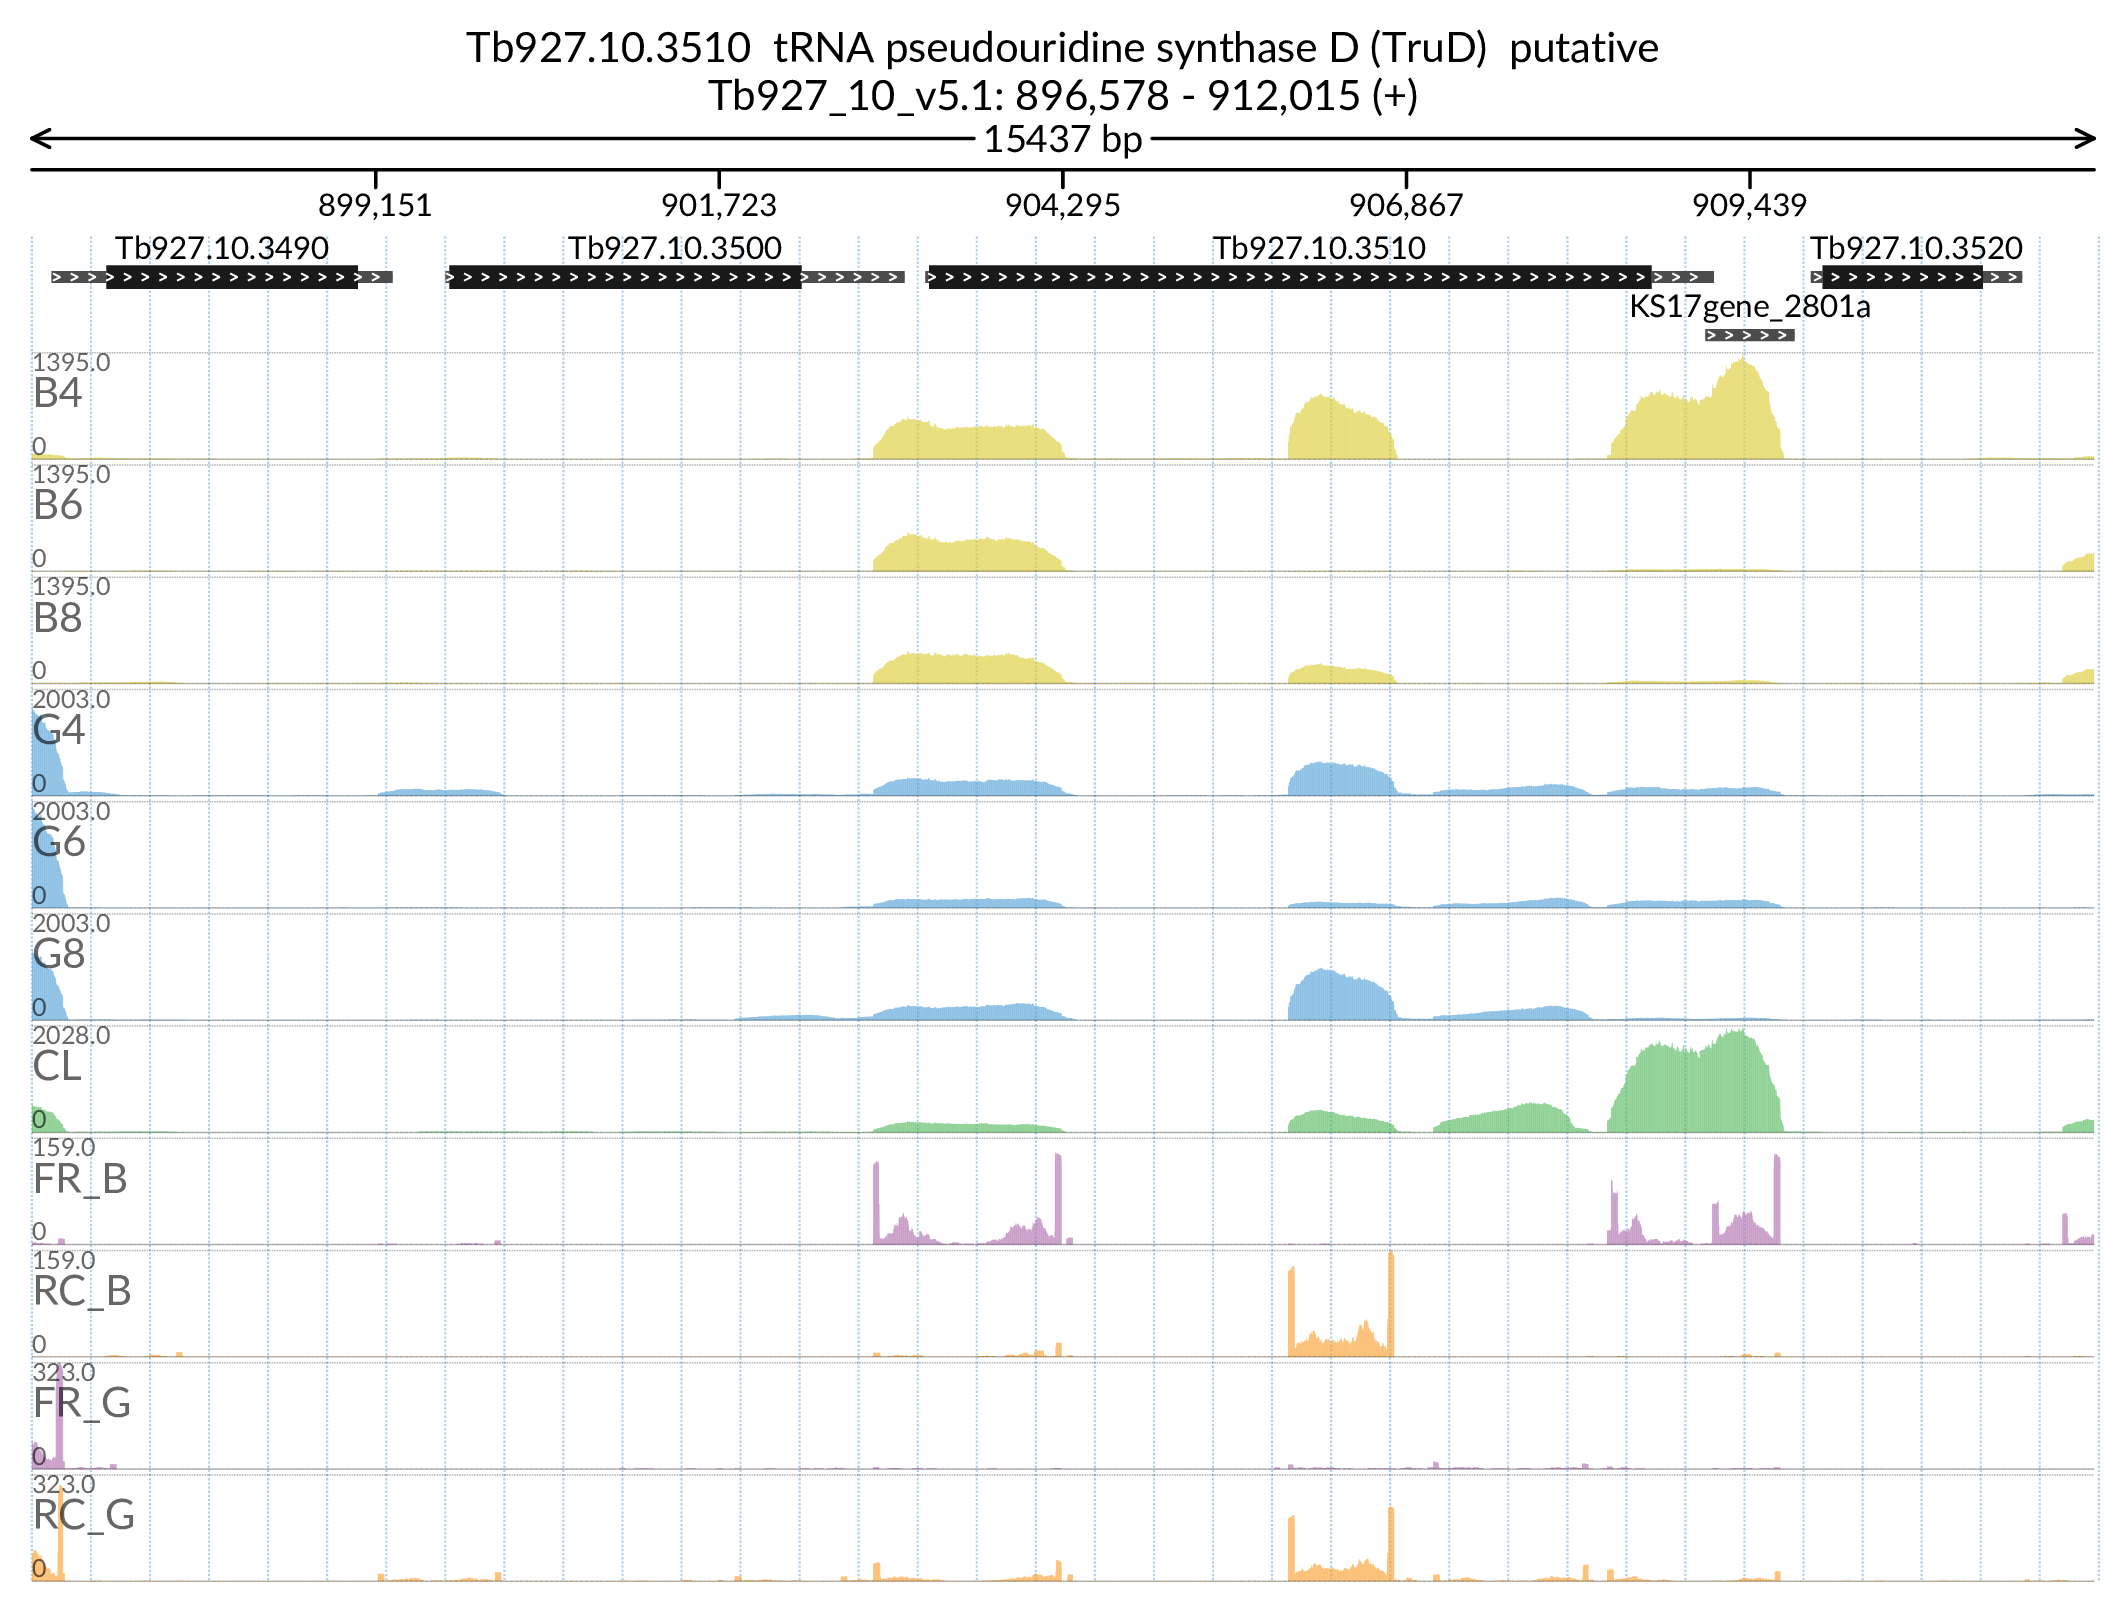 Tb927.10.3510 tRNA pseudouridine synthase D (TruD) putative
Tb927_10_v5.1: 896,578 - 912,015 (+)
15437 bp
899,151 901,723 904,295 906,867 909,439
Tb927.10.3490 Tb927.10.3500 Tb927.10.3510 Tb927.10.3520
KS17gene_2801a
1395.0
B4
0
1395.0
B6
0
1395.0
B8
0
2003.0
G4
0
2003.0
G6
0
2003.0
G8
0
2028.0
CL
0
159.0
FR_B
0
159.0
RC_B
0
323.0
FR_G
0
323.0
RC_G
0